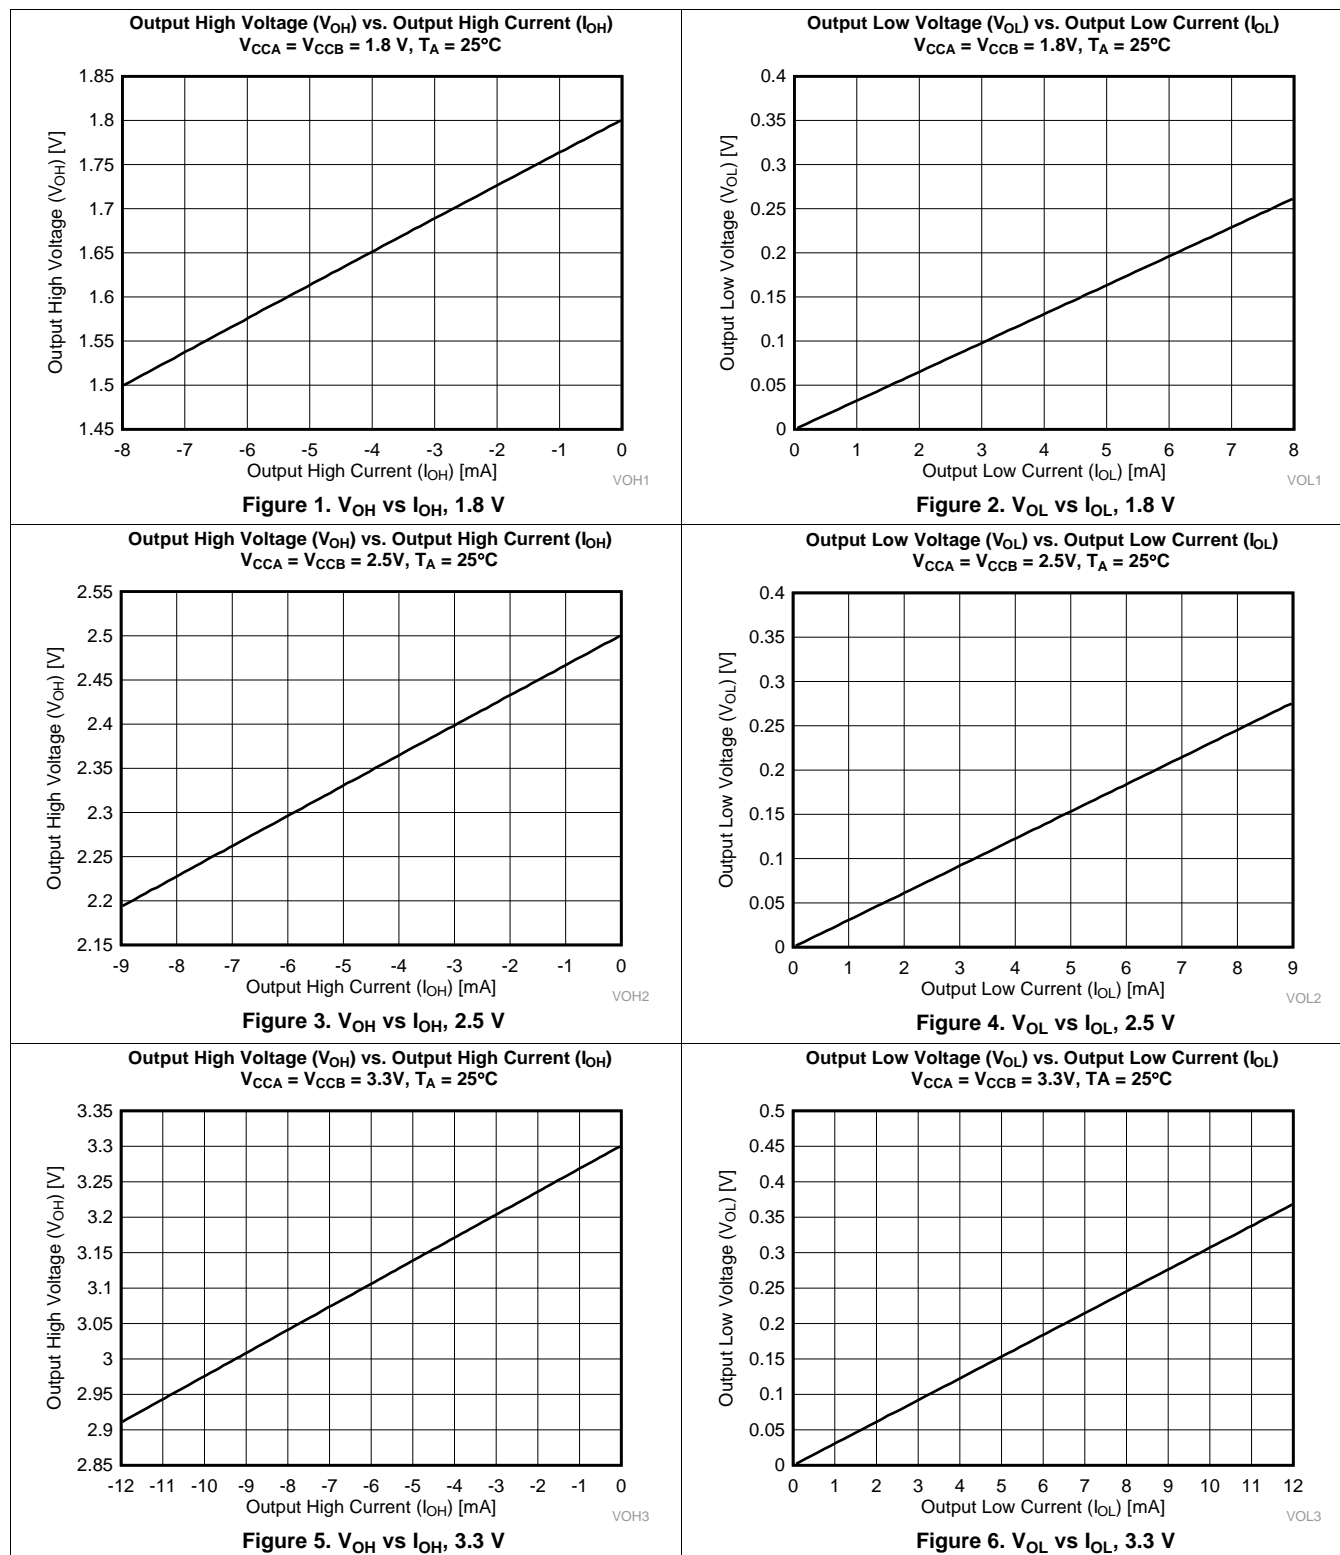 Output High Voltage (VOH) vs. Output High Current (IOH)
VCCA = VCCB = 1.8 V, TA = 25°C
1.85
1.8
1.75
1.7
1.65
1.6
1.55
1.5
1.45
Output High Voltage (VOH) [V]
-8 -7 -6 -5 -4 -3 -2 -1 0
Output High Current (IOH) [mA]
VOH1
Figure 1. VOH vs IOH, 1.8 V
Output Low Voltage (VOL) vs. Output Low Current (IOL)
VCCA = VCCB = 1.8V, TA = 25°C
0.4
0.35
0.3
0.25
0.2
0.15
0.1
0.05
0
Output Low Voltage (VOL) [V]
0 1 2 3 4 5 6 7 8
Output Low Current (IOL) [mA]
VOL1
Figure 2. VOL vs IOL, 1.8 V
Output High Voltage (VOH) vs. Output High Current (IOH)
VCCA = VCCB = 2.5V, TA = 25°C
2.55
2.5
2.45
2.4
2.35
2.3
2.25
2.2
2.15
Output High Voltage (VOH) [V]
-9 -8 -7 -6 -5 -4 -3 -2 -1 0
Output High Current (IOH) [mA]
VOH2
Figure 3. VOH vs IOH, 2.5 V
Output Low Voltage (VOL) vs. Output Low Current (IOL)
VCCA = VCCB = 2.5V, TA = 25°C
0.4
0.35
0.3
0.25
0.2
0.15
0.1
0.05
0
Output Low Voltage (VOL) [V]
0 1 2 3 4 5 6 7 8 9
Output Low Current (IOL) [mA]
VOL2
Figure 4. VOL vs IOL, 2.5 V
Output High Voltage (VOH) vs. Output High Current (IOH)
VCCA = VCCB = 3.3V, TA = 25°C
3.35
3.3
3.25
3.2
3.15
3.1
3.05
3
2.95
2.9
2.85
Output High Voltage (VOH) [V]
-12 -11 -10 -9 -8 -7 -6 -5 -4 -3 -2 -1 0
Output High Current (IOH) [mA]
VOH3
Figure 5. VOH vs IOH, 3.3 V
Output Low Voltage (VOL) vs. Output Low Current (IOL)
VCCA = VCCB = 3.3V, TA = 25°C
0.5
0.45
0.4
0.35
0.3
0.25
0.2
0.15
0.1
0.05
0
Output Low Voltage (VOL) [V]
0 1 2 3 4 5 6 7 8 9 10 11 12
Output Low Current (IOL) [mA]
VOL3
Figure 6. VOL vs IOL, 3.3 V